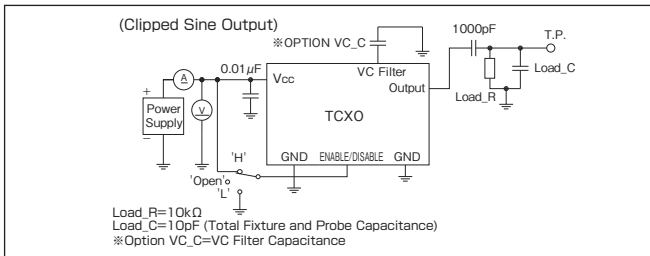 (Clipped Sine Output)
※OPTION VC_C
1000pF
T.P.
0.01μF
A
+
Vcc
VC Filter
Output
Load_R
Load_C
Power
Supply
V
TCXO
−
'H'
GND
ENABLE/DISABLE
GND
'Open'
'L'
Load_R=10kΩ
Load_C=10pF (Total Fixture and Probe Capacitance)
※Option VC_C=VC Filter Capacitance